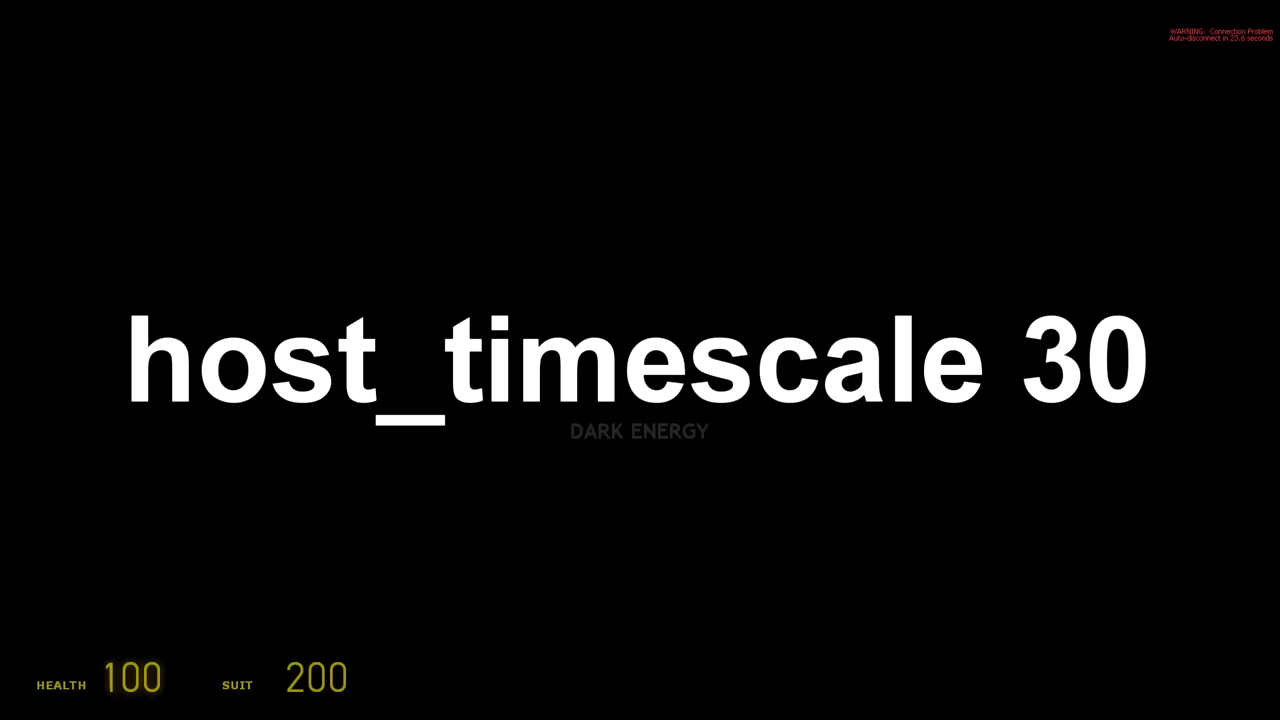 WARNING: Connection Problem
Auto-disconnect in 23.6 seconds
host_timescale 30
DARK ENERGY
HEALTH 100 SUIT 200